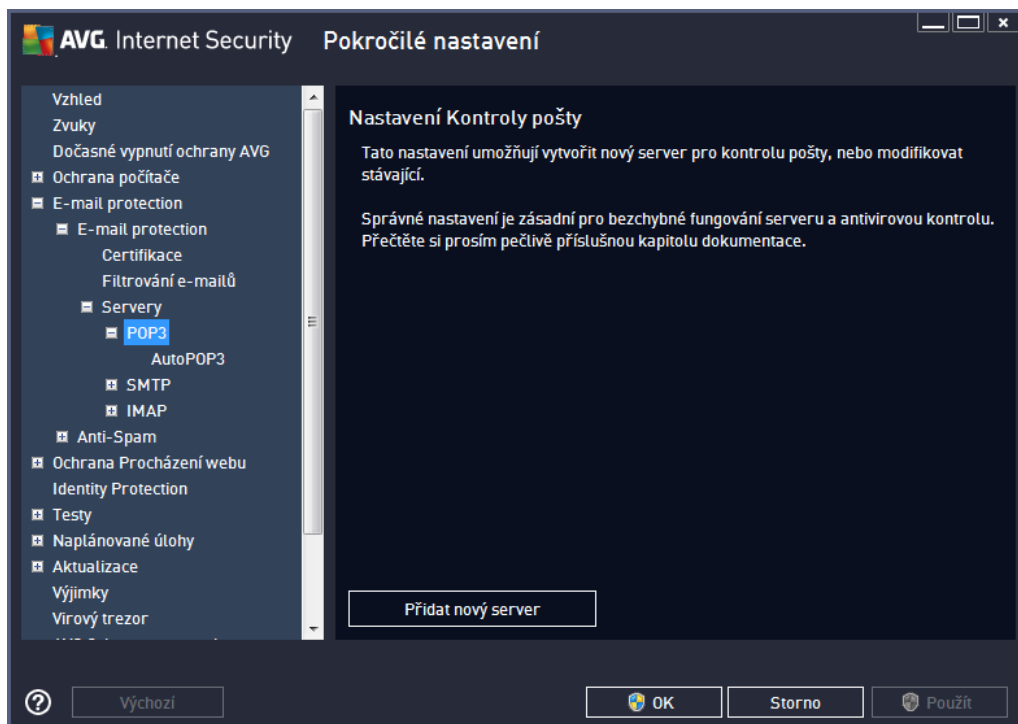 AVG. Internet Security Pokročilé nastavení
Vzhled
Zvuky
Dočasné vypnutí ochrany AVG
Ochrana počítače
E-mail protection
E-mail protection
Certifikace
Filtrování e-mailů
Servery
POP3
AutoPOP3
SMTP
IMAP
Anti-Spam
Ochrana Procházení webu
Identity Protection
Testy
Naplánované úlohy
Aktualizace
Výjimky
Virový trezor
Nastavení Kontroly pošty
Tato nastavení umožňují vytvořit nový server pro kontrolu pošty, nebo modifikovat
stávající.
Správné nastavení je zásadní pro bezchybné fungování serveru a antivirovou kontrolu.
Přečtěte si prosím pečlivě příslušnou kapitolu dokumentace.
Přidat nový server
Výchozí
OK
Storno
Použít